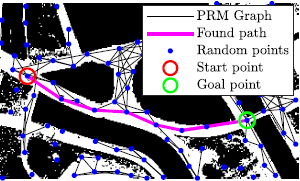 PRM Graph
Found path
Random points
Start point
Goal point